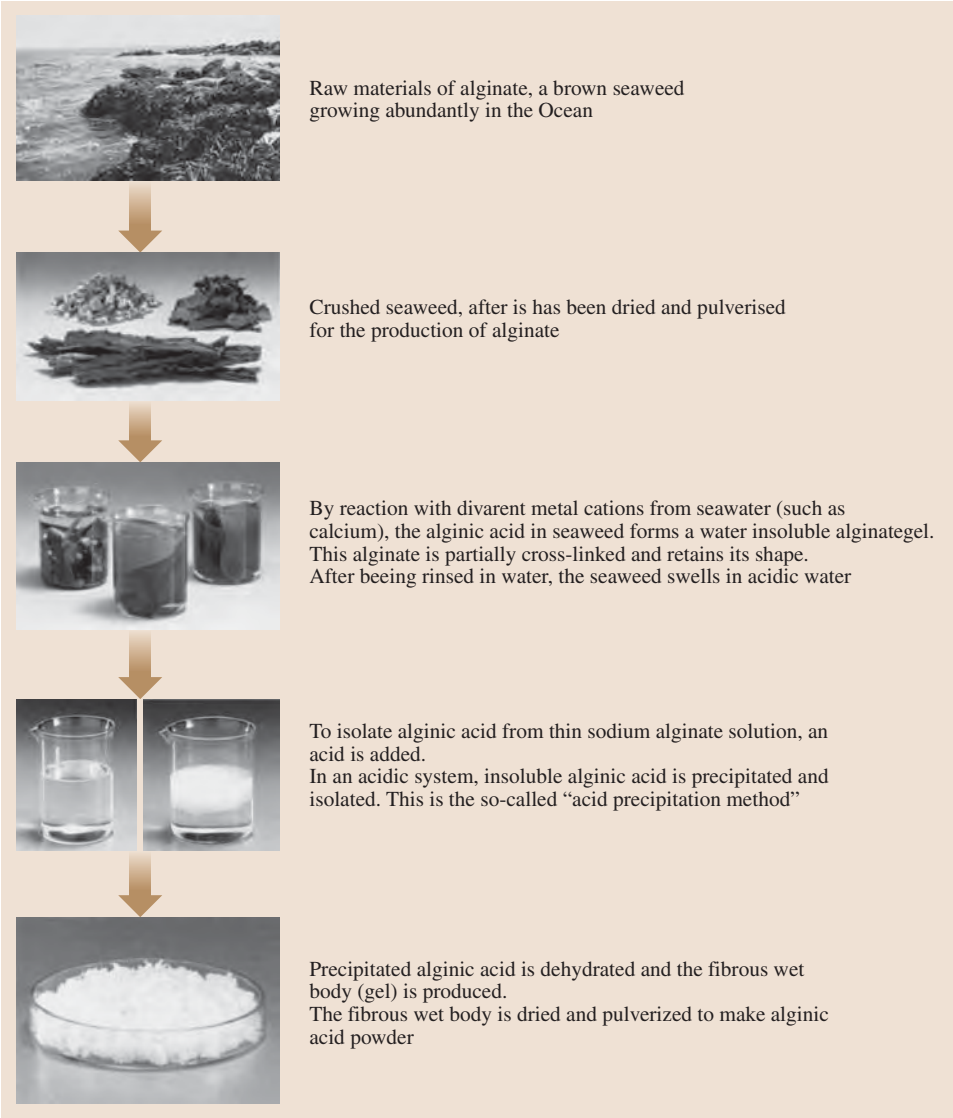 Raw materials of alginate, a brown seaweed
growing abundantly in the Ocean
Crushed seaweed, after is has been dried and pulverised
for the production of alginate
By reaction with divarent metal cations from seawater (such as
calcium), the alginic acid in seaweed forms a water insoluble alginategel.
This alginate is partially cross-linked and retains its shape.
After beeing rinsed in water, the seaweed swells in acidic water
To isolate alginic acid from thin sodium alginate solution, an
acid is added.
In an acidic system, insoluble alginic acid is precipitated and
isolated. This is the so-called “acid precipitation method”
Precipitated alginic acid is dehydrated and the fibrous wet
body (gel) is produced.
The fibrous wet body is dried and pulverized to make alginic
acid powder